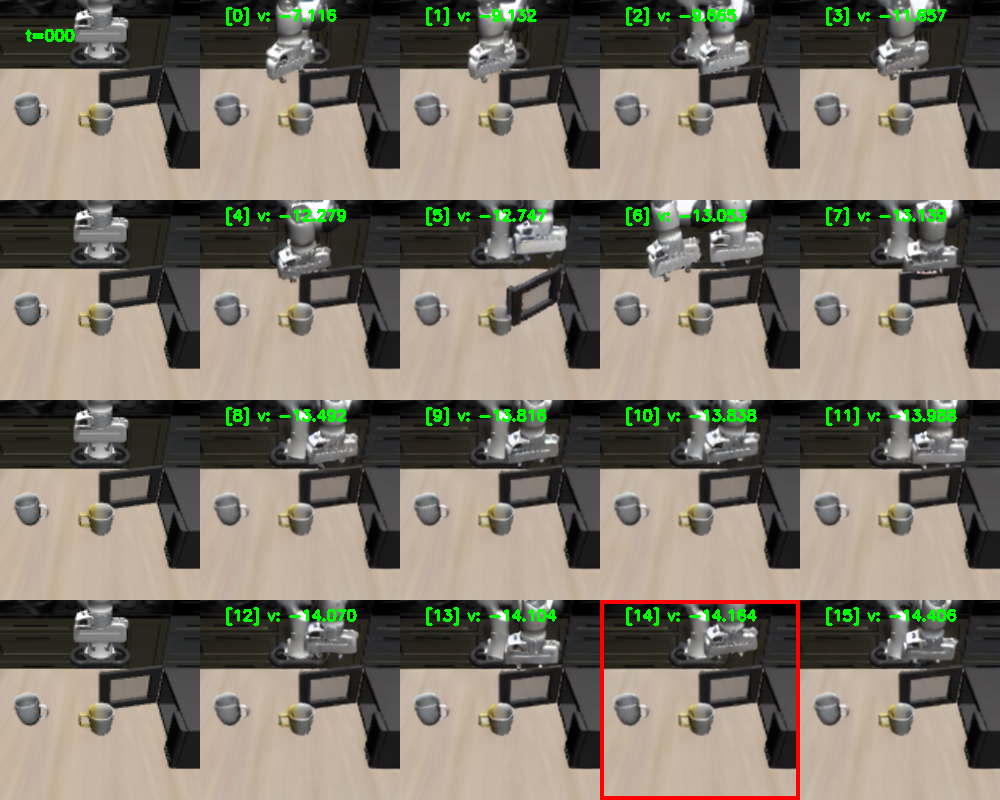 t=000
[0] v: -7.116
[1] v: -9.132
[2] v: -9.865
[3] v: -11.657
[4] v: -12.279
[5] v: -12.747
[6] v: -13.053
[7] v: -13.139
[8] v: -13.492
[9] v: -13.816
[10] v: -13.838
[11] v: -13.968
[12] v: -14.070
[13] v: -14.104
[14] v: -14.164
[15] v: -14.406